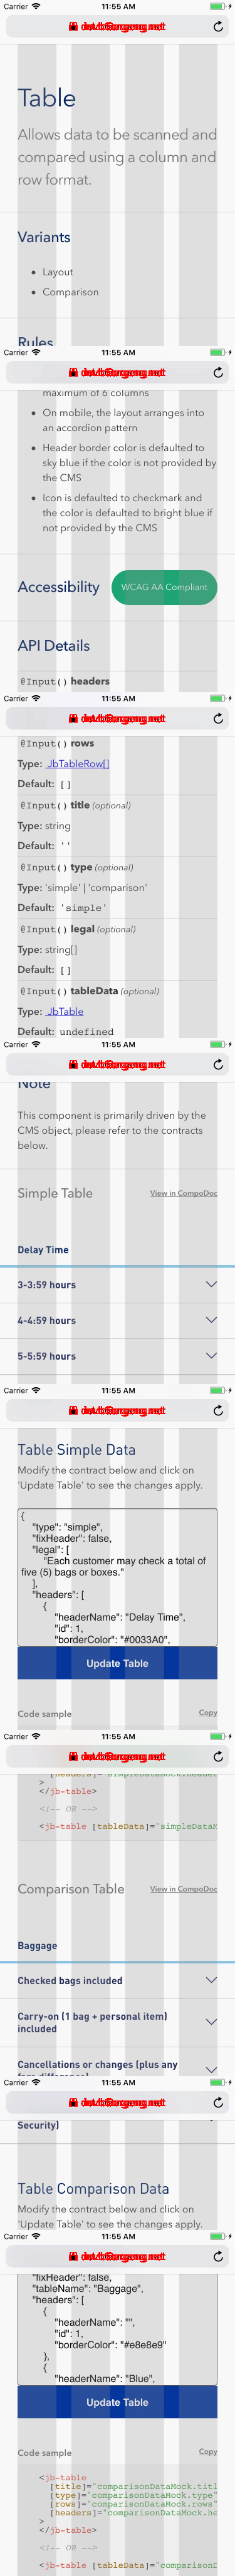 Carrier 11:55 AM
Table
Allows data to be scanned and
compared using a column and
row format.
Variants
Layout
Comparison
Rules
Carrier 11:55 AM
maximum of 6 columns
On mobile, the layout arranges into
an accordion pattern
Header border color is defaulted to
sky blue if the color is not provided by
the CMS
Icon is defaulted to checkmark and
the color is defaulted to bright blue if
not provided by the CMS
Accessibility WCAG AA Compliant
API Details
@Input() headers
Carrier 11:55 AM
@Input() rows
Type: JbTableRow[]
Default: []
@Input() title (optional)
Type: string
Default: ''
@Input() type (optional)
Type: 'simple' | 'comparison'
Default: 'simple'
@Input() legal (optional)
Type: string[]
Default: []
@Input() tableData (optional)
Type: JbTable
Default: undefined
Carrier 11:55 AM
Note
This component is primarily driven by the
CMS object, please refer to the contracts
below.
Simple Table View in CompoDoc
Delay Time
3-3:59 hours
4-4:59 hours
5-5:59 hours
Carrier 11:55 AM
Table Simple Data
Modify the contract below and click on
'Update Table' to see the changes apply.
{
"type": "simple",
"fixHeader": false,
"legal": [
"Each customer may check a total of
five (5) bags or boxes."
],
"headers": [
{
"headerName": "Delay Time",
"id": 1,
"borderColor": "#0033A0",
Update Table
Code sample Copy
Carrier 11:55 AM
[headers]="simpleDataMock.header
>
</jb-table>
<!-- OR -->
<jb-table [tableData]="simpleDataM
Comparison Table View in CompoDoc
Baggage
Checked bags included
Carry-on (1 bag + personal item)
included
Cancellations or changes (plus any
fare difference)
Carrier 11:55 AM
Security)
Table Comparison Data
Modify the contract below and click on
'Update Table' to see the changes apply.
Carrier 11:55 AM
"fixHeader": false,
"tableName": "Baggage",
"headers": [
{
"headerName": "",
"id": 1,
"borderColor": "#e8e8e9"
},
{
"headerName": "Blue",
Update Table
Code sample Copy
<jb-table
[title]="comparisonDataMock.titl
[type]="comparisonDataMock.type"
[rows]="comparisonDataMock.rows"
[headers]="comparisonDataMock.he
>
</jb-table>
<!-- OR -->
<jb-table [tableData]="comparisonD